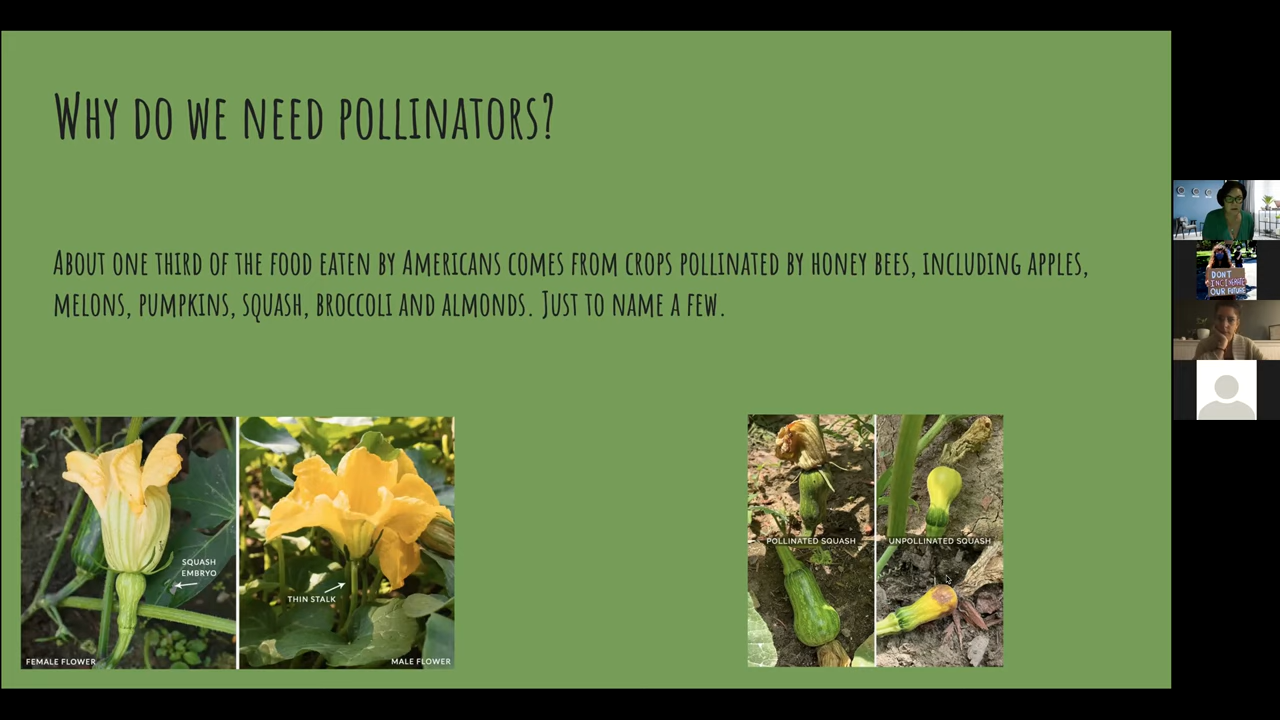 WHY DO WE NEED POLLINATORS?
ABOUT ONE THIRD OF THE FOOD EATEN BY AMERICANS COMES FROM CROPS POLLINATED BY HONEY BEES, INCLUDING APPLES,
MELONS, PUMPKINS, SQUASH, BROCCOLI AND ALMONDS. JUST TO NAME A FEW.
SQUASH
EMBRYO
FEMALE FLOWER
THIN STALK
MALE FLOWER
POLLINATED SQUASH
UNPOLLINATED SQUASH
DONT
INCINERATE
OUR FUTURE